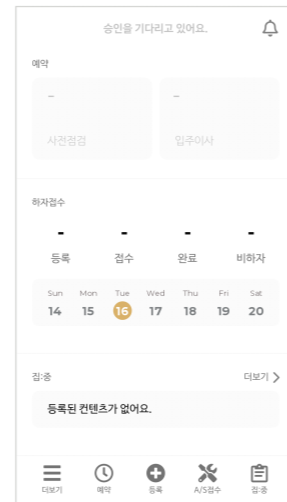 승인을 기다리고 있어요.
예약
- -
사전점검 입주이사
하자접수
- - - -
등록 접수 완료 비하자
Sun Mon Tue Wed Thu Fri Sat
14 15 16 17 18 19 20
집:중 더보기 >
등록된 컨텐츠가 없어요.
더보기 예약 등록 A/S접수 집:중